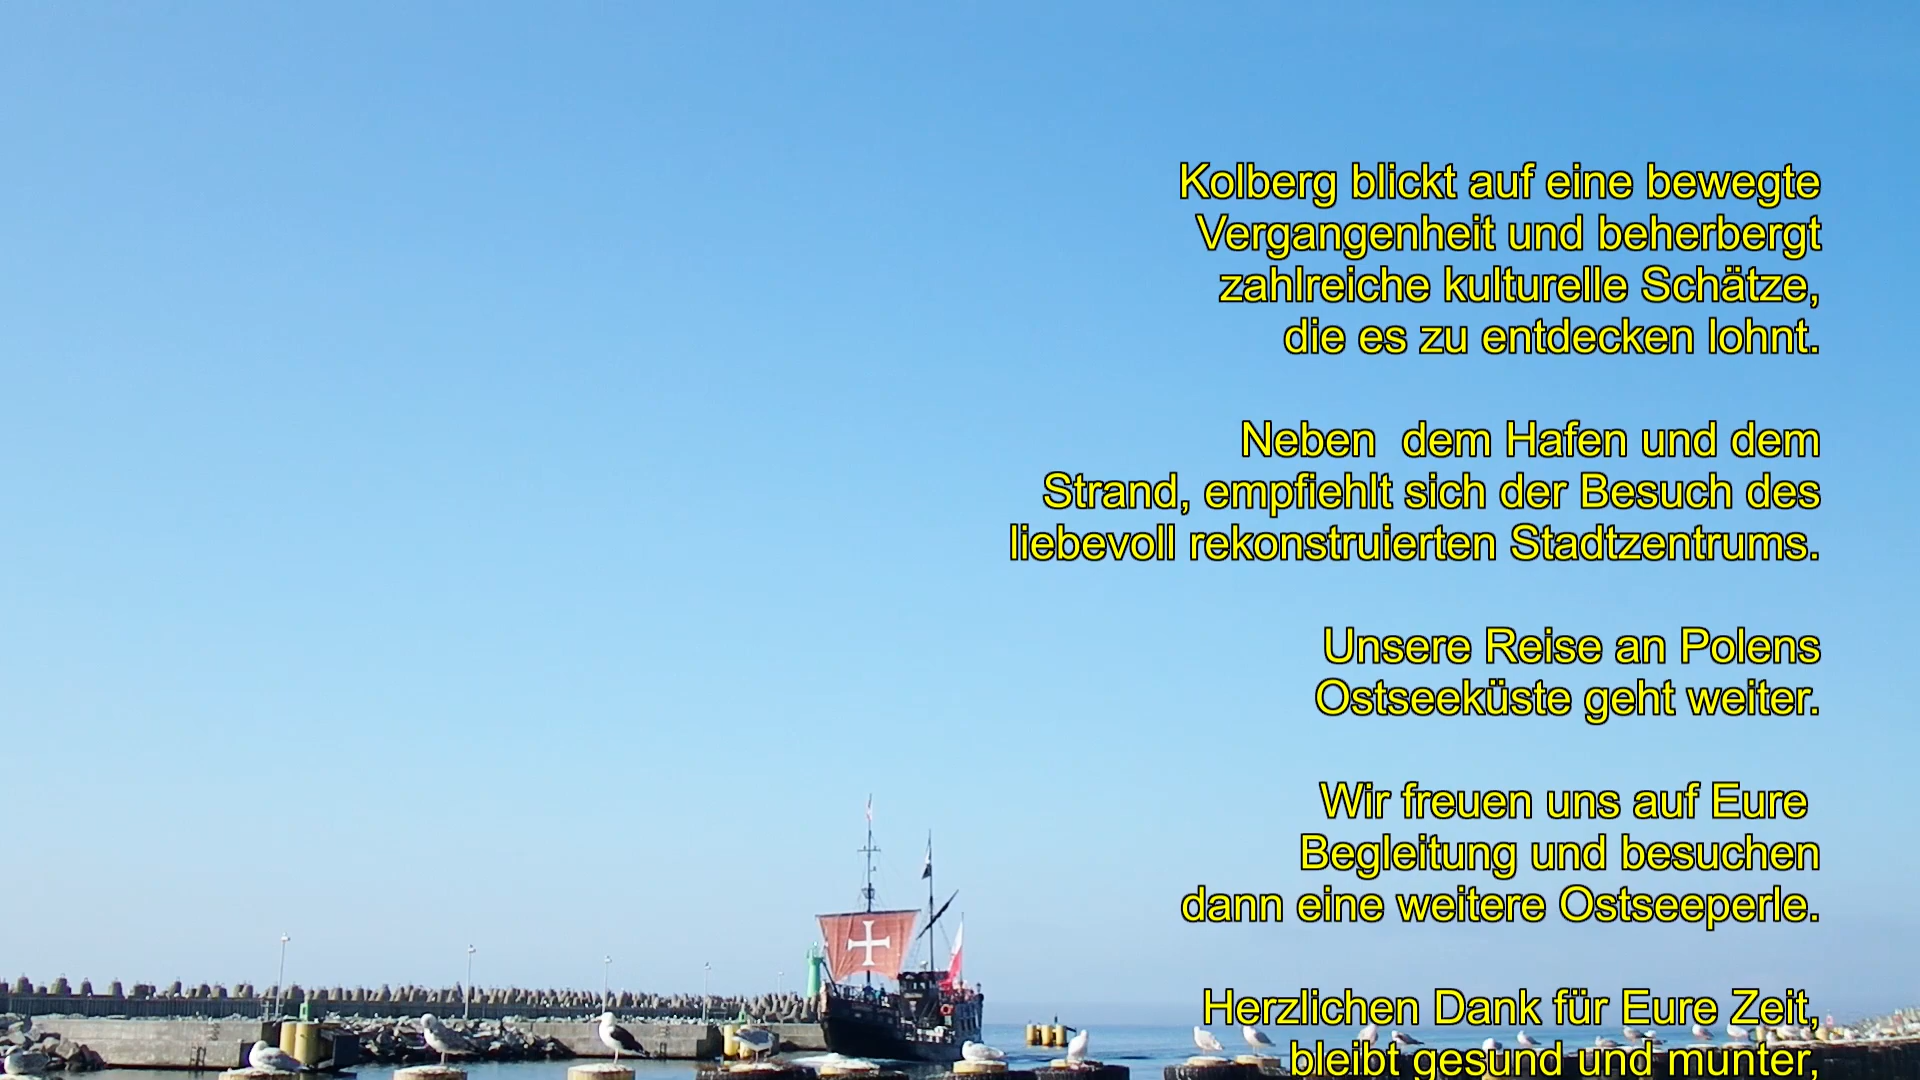 Kolberg blickt auf eine bewegte
Vergangenheit und beherbergt
zahlreiche kulturelle Schätze,
die es zu entdecken lohnt.
Neben  dem Hafen und dem
Strand, empfiehlt sich der Besuch des
liebevoll rekonstruierten Stadtzentrums.
Unsere Reise an Polens
Ostseeküste geht weiter.
Wir freuen uns auf Eure
Begleitung und besuchen
dann eine weitere Ostseeperle.
Herzlichen Dank für Eure Zeit,
bleibt gesund und munter,